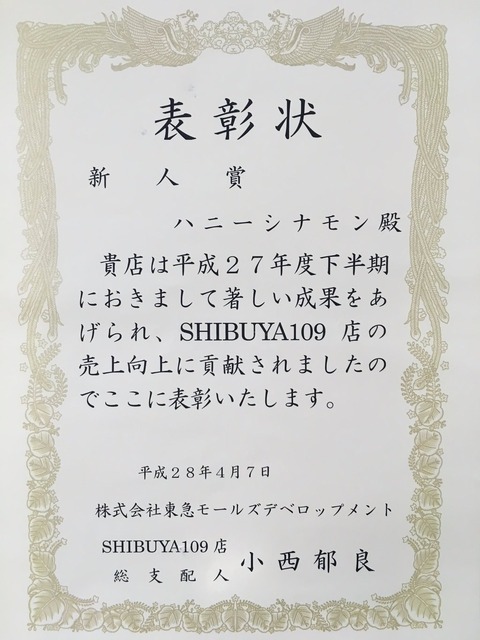 表彰状
新人賞
ハニーシナモン殿
貴店は平成27年度下半期
におきまして著しい成果をあ
げられ、SHIBUYA109 店の
売上向上に貢献されましたの
でここに表彰いたします。
平成28年4月7日
株式会社東急モールズデベロップメント
SHIBUYA109 店
総支配人 小西郁良